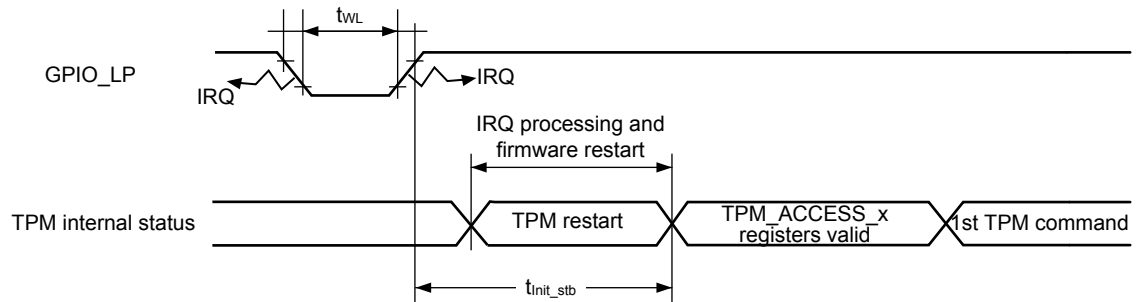 tWL
GPIO_LP
IRQ
IRQ
IRQ processing and
firmware restart
TPM internal status
TPM restart
TPM_ACCESS_x
registers valid
1st TPM command
tInit_stb